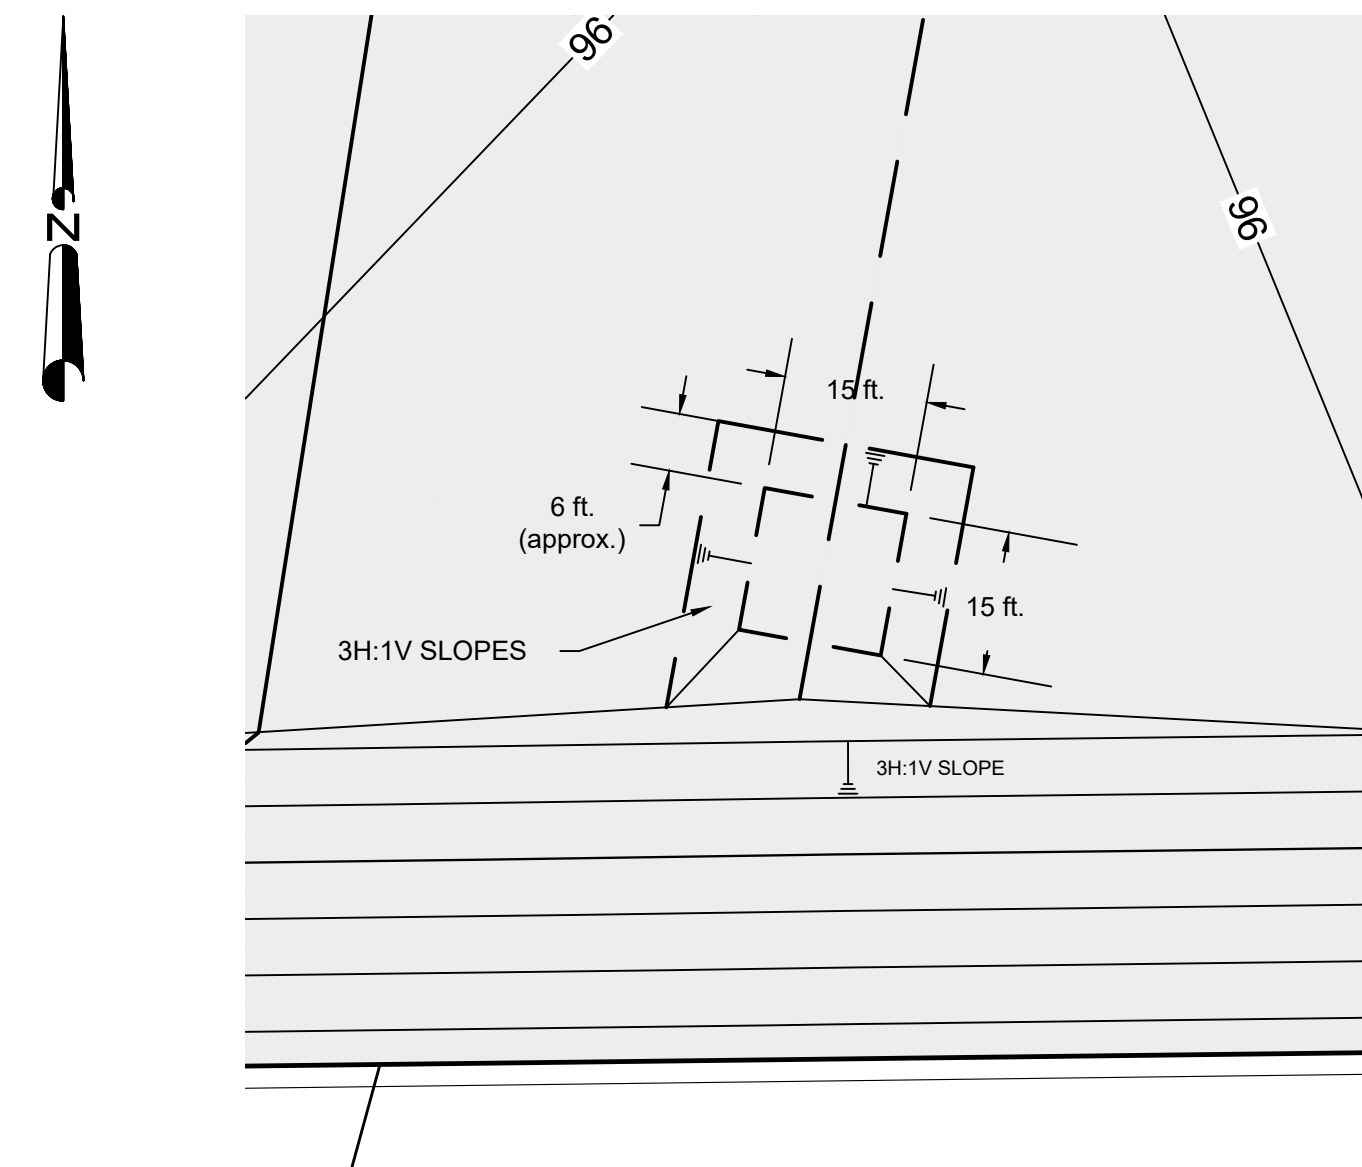 96
N
96
15 ft.
6 ft.
(approx.)
15 ft.
3H:1V SLOPES
3H:1V SLOPE